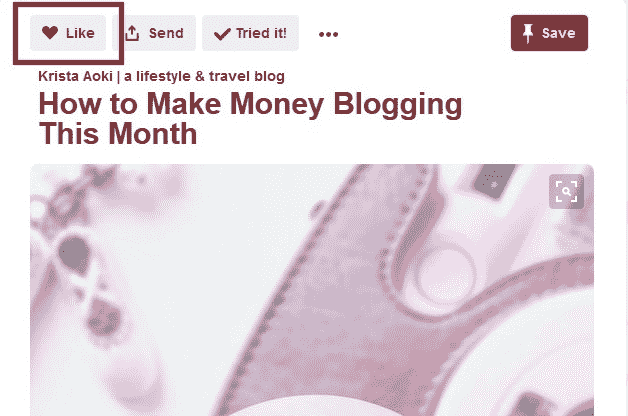 Like Send Tried it! Save
Krista Aoki | a lifestyle & travel blog
How to Make Money Blogging
This Month